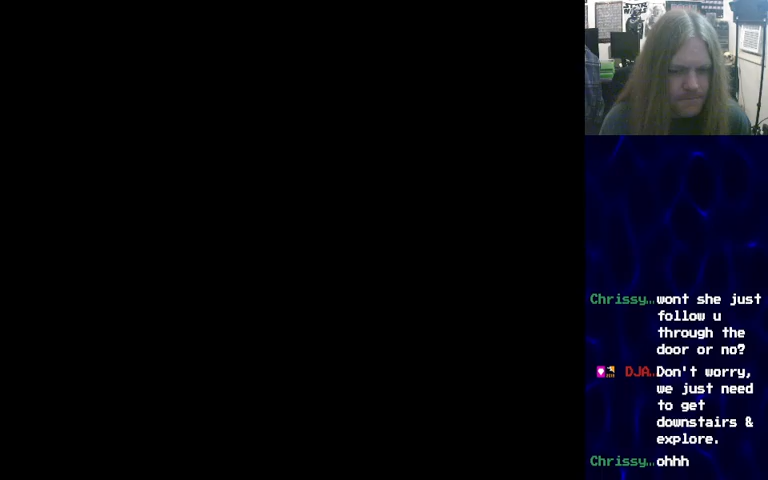 Chrissy… wont she just
follow u
through the
door or no?
DJA… Don't worry,
we just need
to get
downstairs &
explore.
Chrissy… ohhh